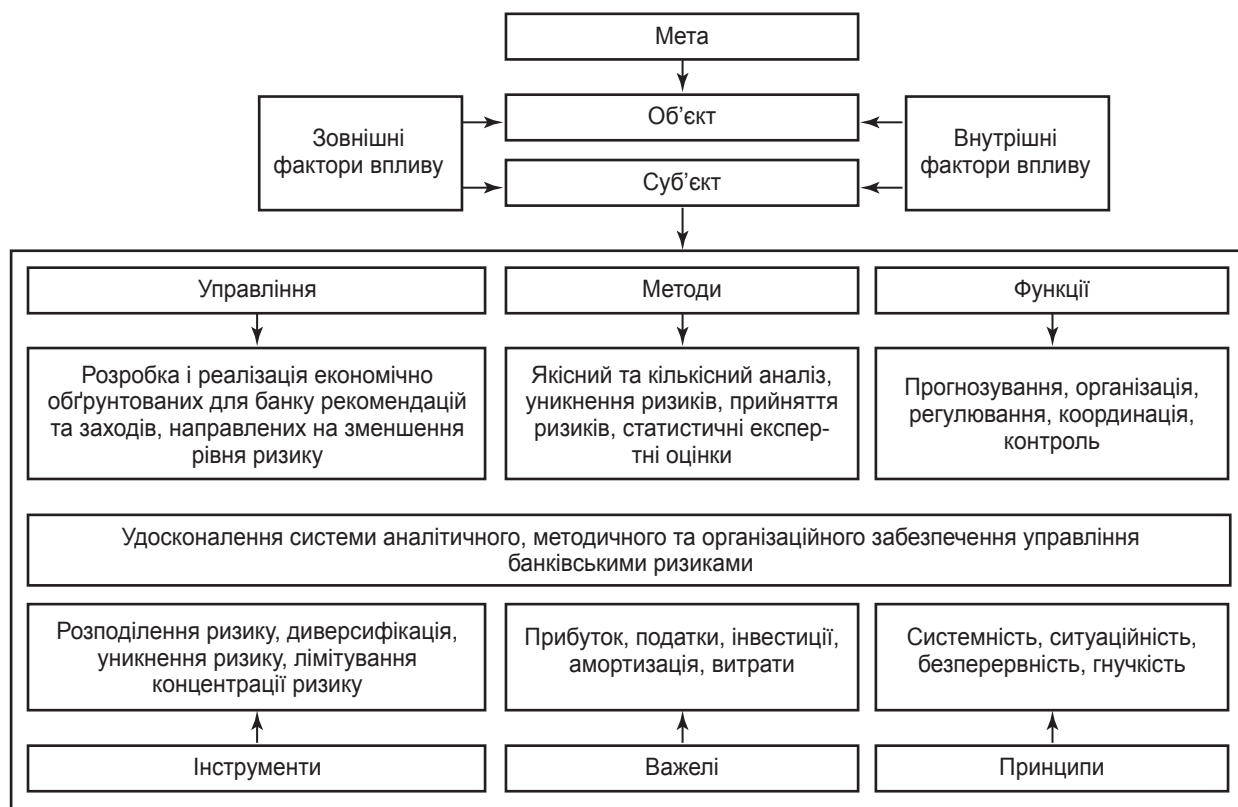 Мета
Об’єкт
Зовнішні
фактори впливу
Внутрішні
фактори впливу
Суб’єкт
Управління
Методи
Функції
Розробка і реалізація економічно
обґрунтованих для банку рекомендацій
та заходів, направлених на зменшення
рівня ризику
Якісний та кількісний аналіз,
уникнення ризиків, прийняття
ризиків, статистичні експер-
тні оцінки
Прогнозування, організація,
регулювання, координація,
контроль
Удосконалення системи аналітичного, методичного та організаційного забезпечення управління
банківськими ризиками
Розподілення ризику, диверсифікація,
уникнення ризику, лімітування
концентрації ризику
Прибуток, податки, інвестиції,
амортизація, витрати
Системність, ситуаційність,
безперервність, гнучкість
Інструменти
Важелі
Принципи